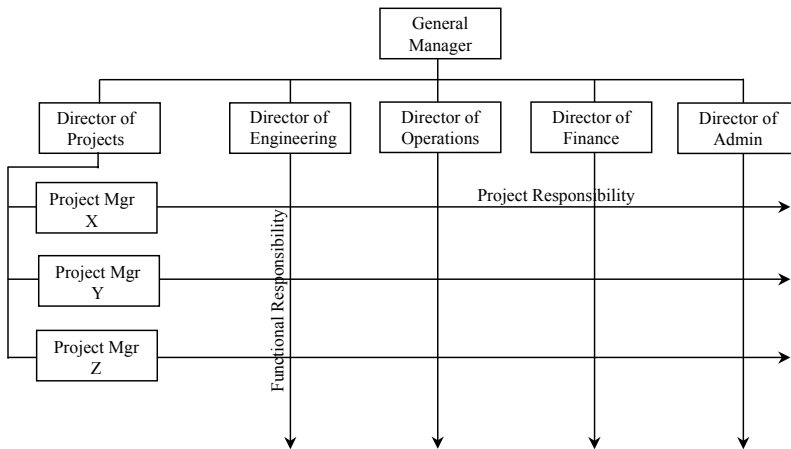 General
Manager
Director of
Projects
Director of
Engineering
Director of
Operations
Director of
Finance
Director of
Admin
Project Mgr
X
Project Responsibility
Functional Responsibility
Project Mgr
Y
Project Mgr
Z